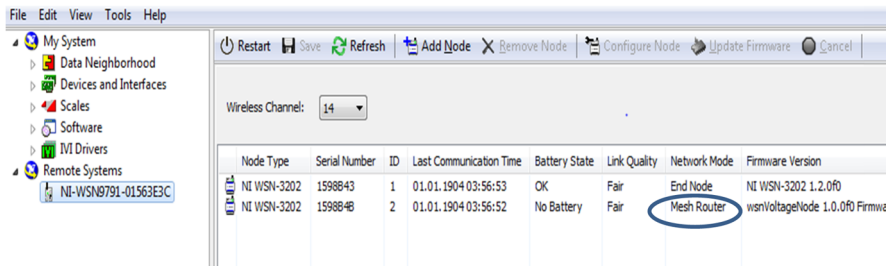 File Edit View Tools Help
My System
Data Neighborhood
Devices and Interfaces
Scales
Software
IVI Drivers
Remote Systems
NI-WSN9791-01563E3C
Restart Save Refresh Add Node Remove Node Configure Node Update Firmware Cancel
Wireless Channel: 14
Node Type Serial Number ID Last Communication Time Battery State Link Quality Network Mode Firmware Version
NI WSN-3202 1598B43 1 01.01.1904 03:56:53 OK Fair End Node NI WSN-3202 1.2.0f0
NI WSN-3202 1598B4B 2 01.01.1904 03:56:52 No Battery Fair Mesh Router wsnVoltageNode 1.0.0f0 Firmwa